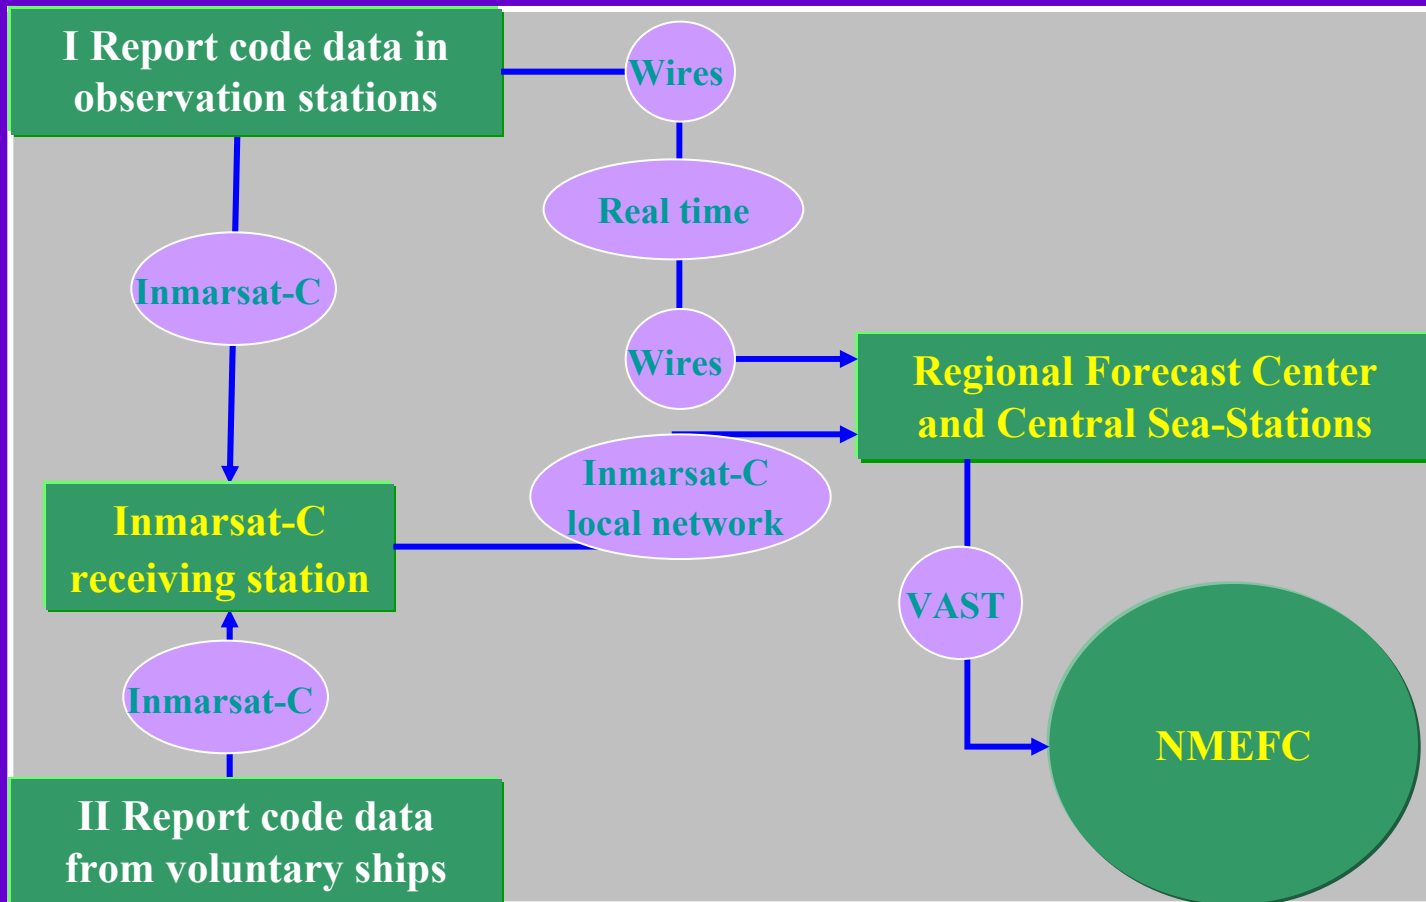 I Report code data in
observation stations
Wires
Real time
Inmarsat-C
Wires
Regional Forecast Center
and Central Sea-Stations
Inmarsat-C
local network
Inmarsat-C
receiving station
VAST
Inmarsat-C
NMEFC
II Report code data
from voluntary ships